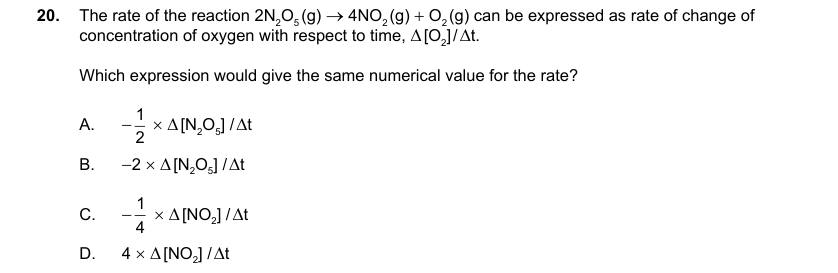 20. The rate of the reaction 2N₂O₅ (g) → 4NO₂ (g) + O₂ (g) can be expressed as rate of change of
concentration of oxygen with respect to time, Δ [O₂] / Δt.
Which expression would give the same numerical value for the rate?
A. −1/2 × Δ [N₂O₅] / Δt
B. −2 × Δ [N₂O₅] / Δt
C. −1/4 × Δ [NO₂] / Δt
D. 4 × Δ [NO₂] / Δt